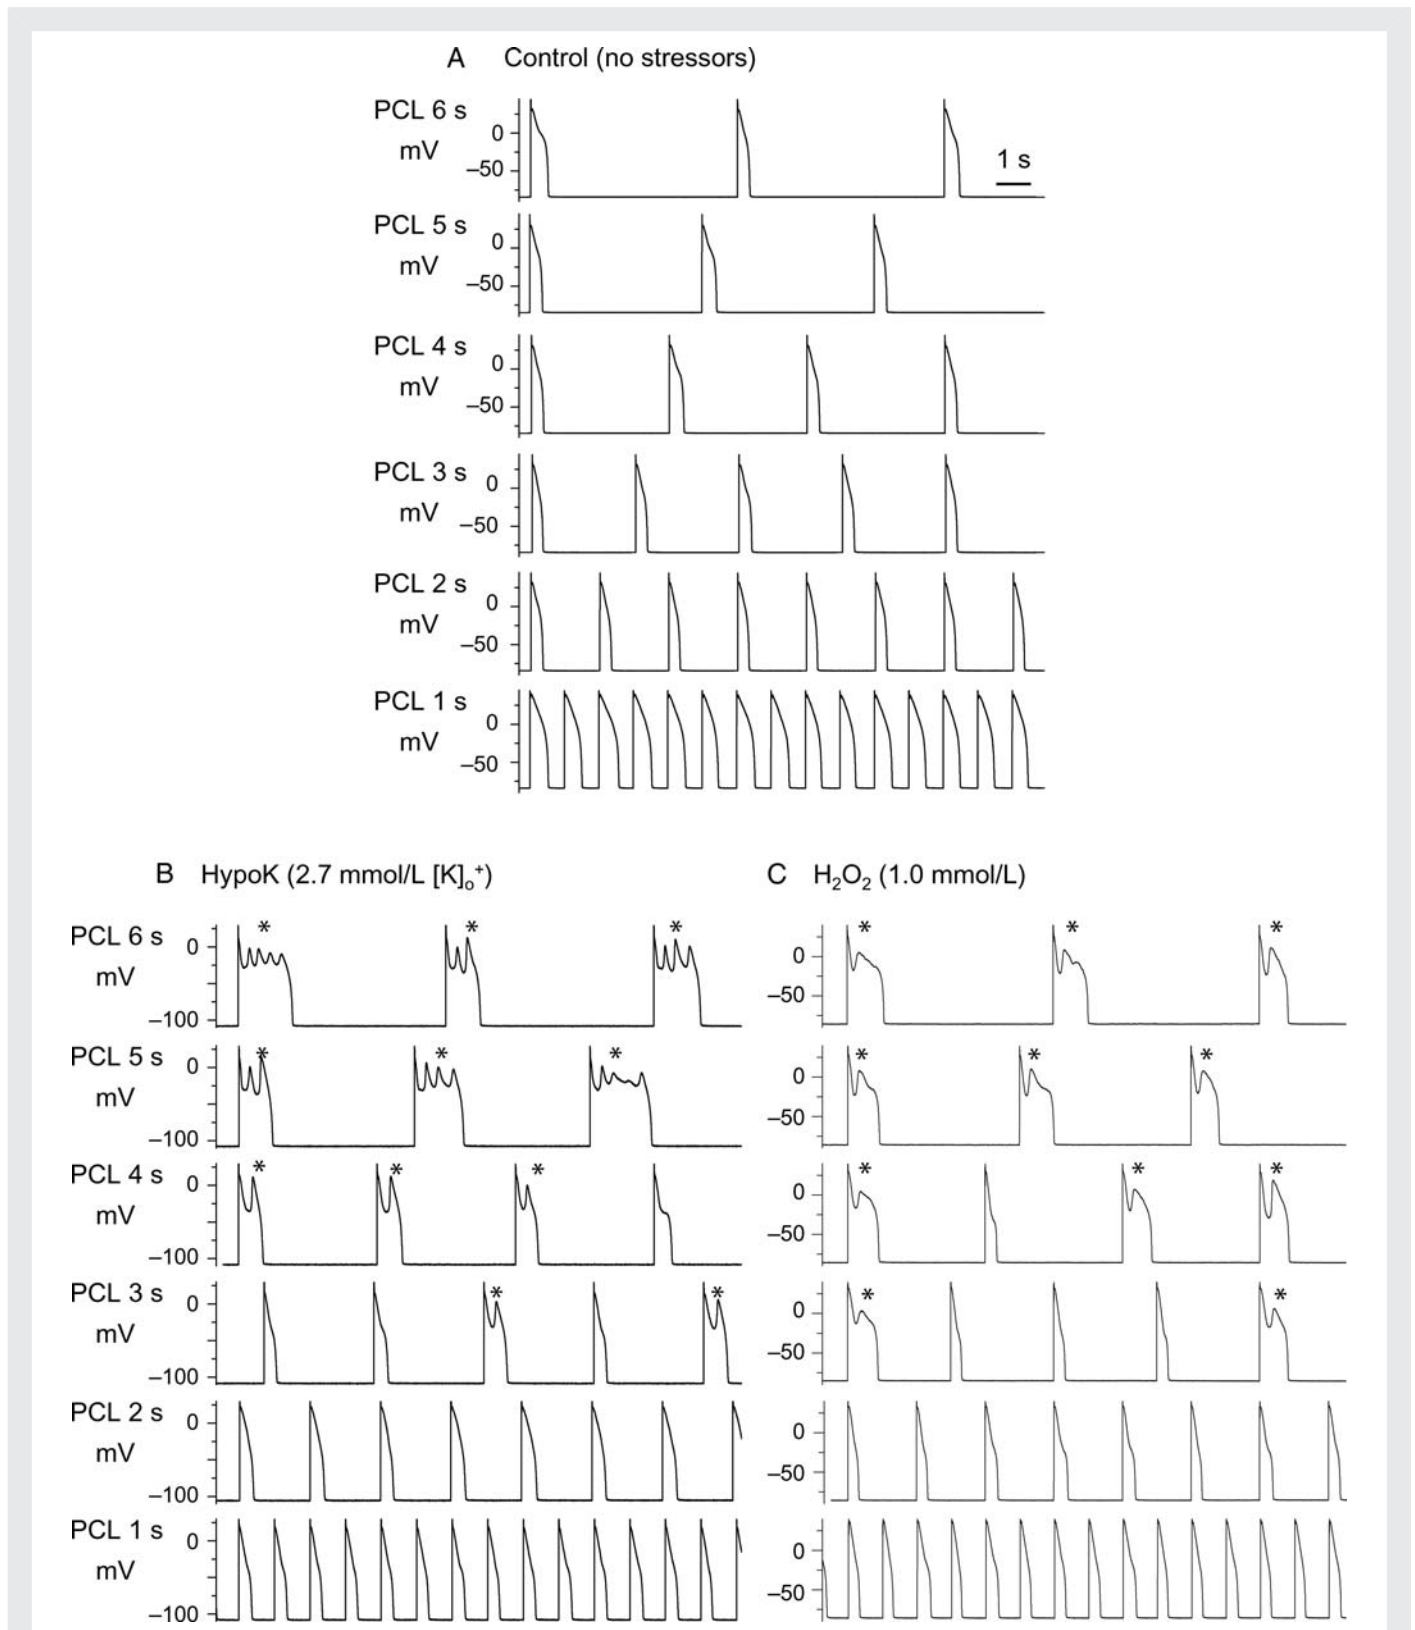 A Control (no stressors)
PCL 6 s
mV
0
–50
1 s
PCL 5 s
mV
0
–50
PCL 4 s
mV
0
–50
PCL 3 s
mV
0
–50
PCL 2 s
mV
0
–50
PCL 1 s
mV
0
–50
B HypoK (2.7 mmol/L [K]ₒ⁺)
PCL 6 s
mV
0
–100
* * *
PCL 5 s
mV
0
–100
* * *
PCL 4 s
mV
0
–100
* * *
PCL 3 s
mV
0
–100
* *
PCL 2 s
mV
0
–100
PCL 1 s
mV
0
–100
C H₂O₂ (1.0 mmol/L)
0
–50
* * *
0
–50
* * *
0
–50
* * *
0
–50
* *
0
–50
0
–50